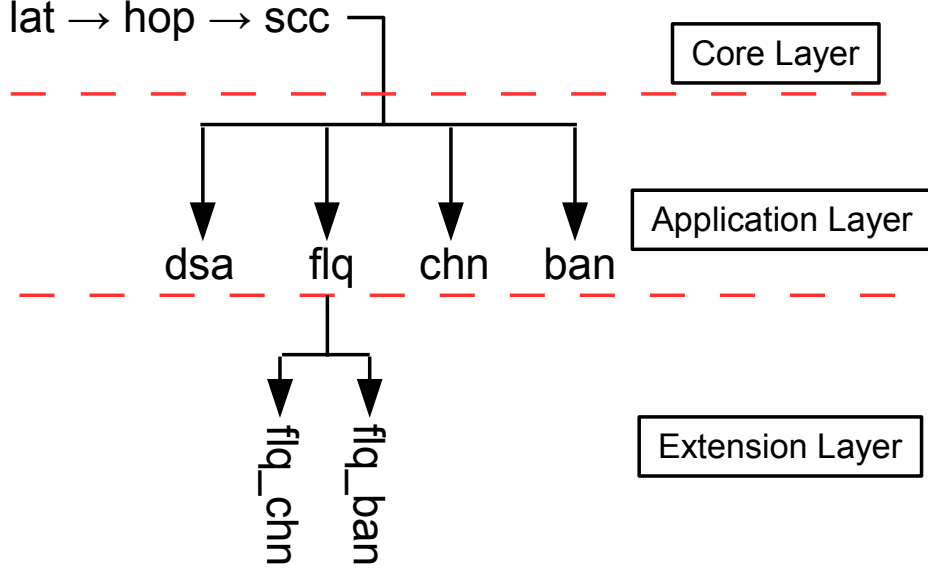 lat → hop → scc
Core Layer
Application Layer
dsa flq chn ban
flq_chn
flq_ban
Extension Layer